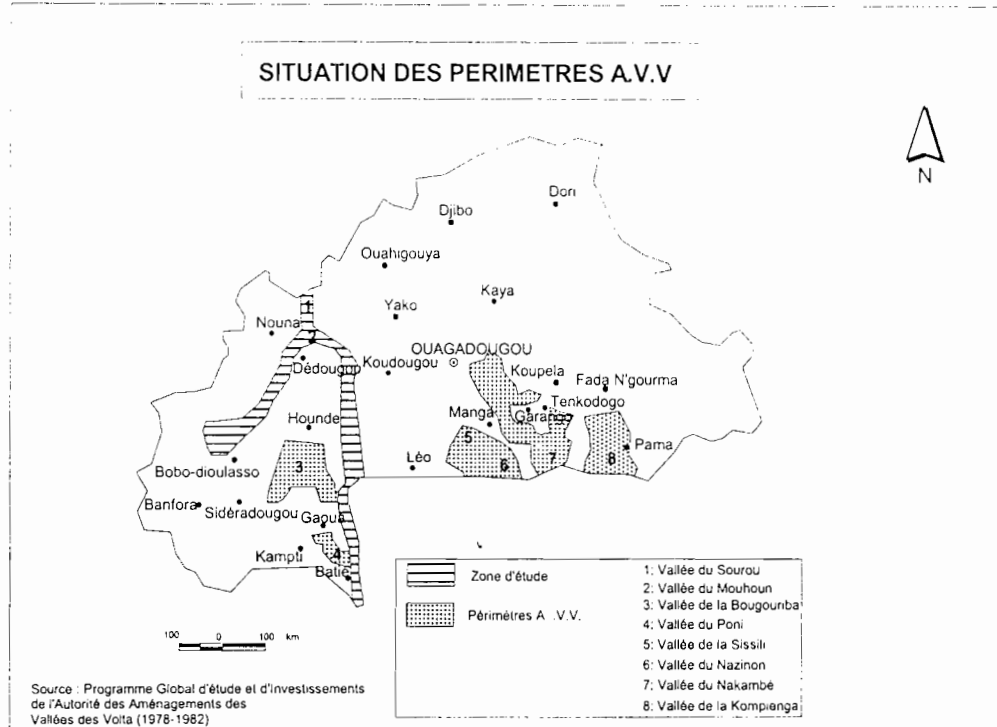 SITUATION DES PERIMETRES A.V.V
N
Dori
Djibo
Ouahigouya
Kaya
Yako
1
Nouna
2
OUAGADOUGOU
Dédougou
Koudougou
Koupela
Fada N'gourma
Tenkodogo
Garango
Manga
Hounde
5
Pama
Léo
6
7
8
Bobo-dioulasso
3
Banfora
Sidéradougou
Gaoua
Kampti
4
Batié
100 0 100 km
Zone d'étude
Périmètres A .V.V.
1: Vallée du Sourou
2: Vallée du Mouhoun
3: Vallée de la Bougouriba
4: Vallée du Poni
5: Vallée de la Sissili
6: Vallée du Nazinon
7: Vallée du Nakambé
8: Vallée de la Kompienga
Source : Programme Global d'étude et d'investissements
de l'Autorité des Aménagements des
Vallées des Volta (1978-1982)